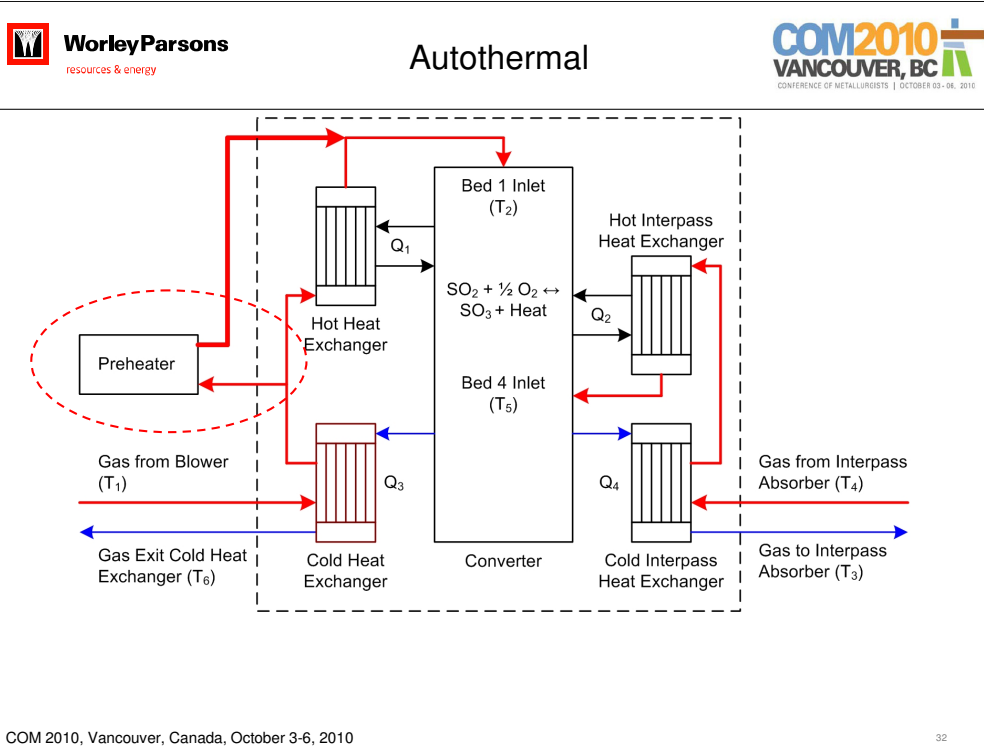 WorleyParsons
resources & energy
Autothermal
COM2010
VANCOUVER, BC
CONFERENCE OF METALLURGISTS | OCTOBER 03 - 06, 2010
Bed 1 Inlet
(T₂)
Hot Interpass
Heat Exchanger
Q₁
SO₂ + ½ O₂ ↔
SO₃ + Heat
Q₂
Hot Heat
Exchanger
Preheater
Bed 4 Inlet
(T₅)
Gas from Blower
(T₁)
Q₃
Q₄
Gas from Interpass
Absorber (T₄)
Gas Exit Cold Heat
Exchanger (T₆)
Cold Heat
Exchanger
Converter
Cold Interpass
Heat Exchanger
Gas to Interpass
Absorber (T₃)
COM 2010, Vancouver, Canada, October 3-6, 2010
32